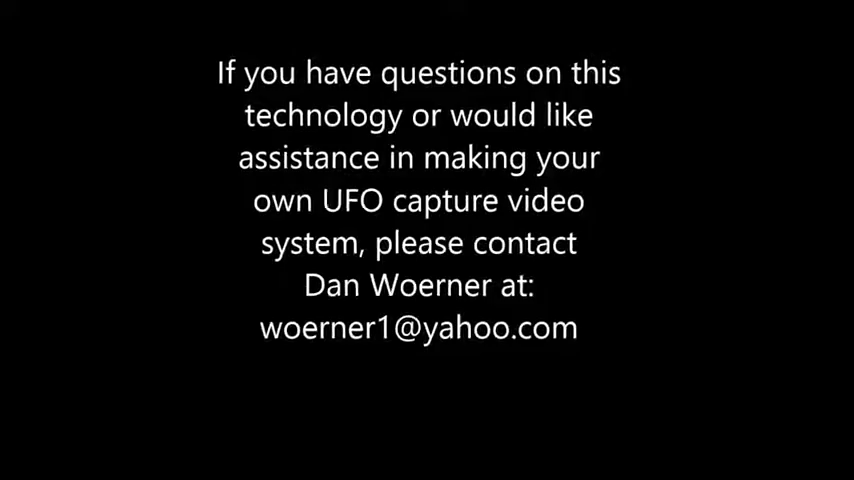 If you have questions on this
technology or would like
assistance in making your
own UFO capture video
system, please contact
Dan Woerner at:
woerner1@yahoo.com